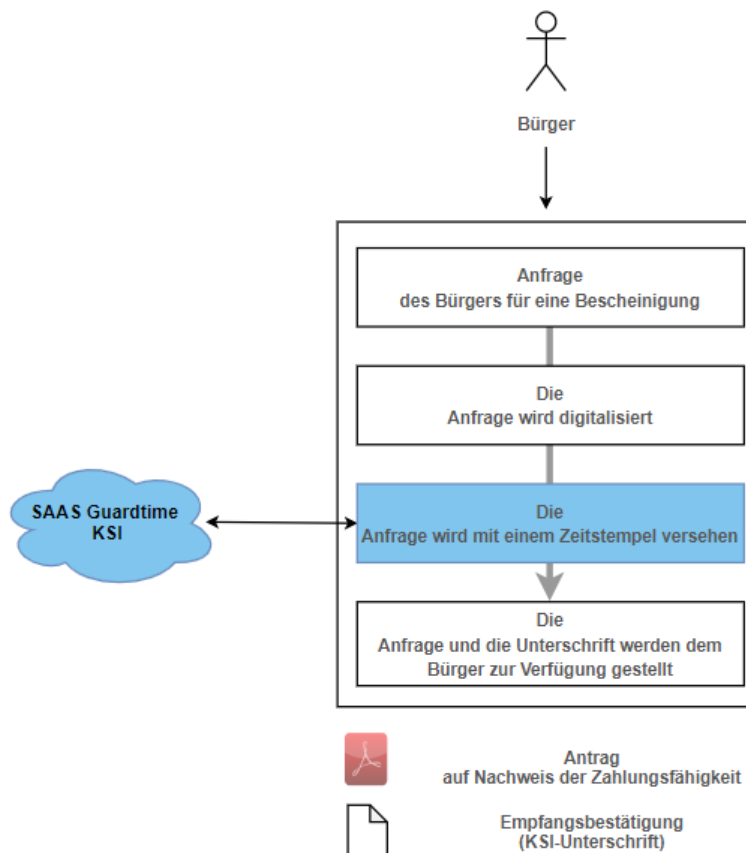 Bürger
Anfrage
des Bürgers für eine Bescheinigung
Die
Anfrage wird digitalisiert
SAAS Guardtime
KSI
Die
Anfrage wird mit einem Zeitstempel versehen
Die
Anfrage und die Unterschrift werden dem
Bürger zur Verfügung gestellt
Antrag
auf Nachweis der Zahlungsfähigkeit
Empfangsbestätigung
(KSI-Unterschrift)